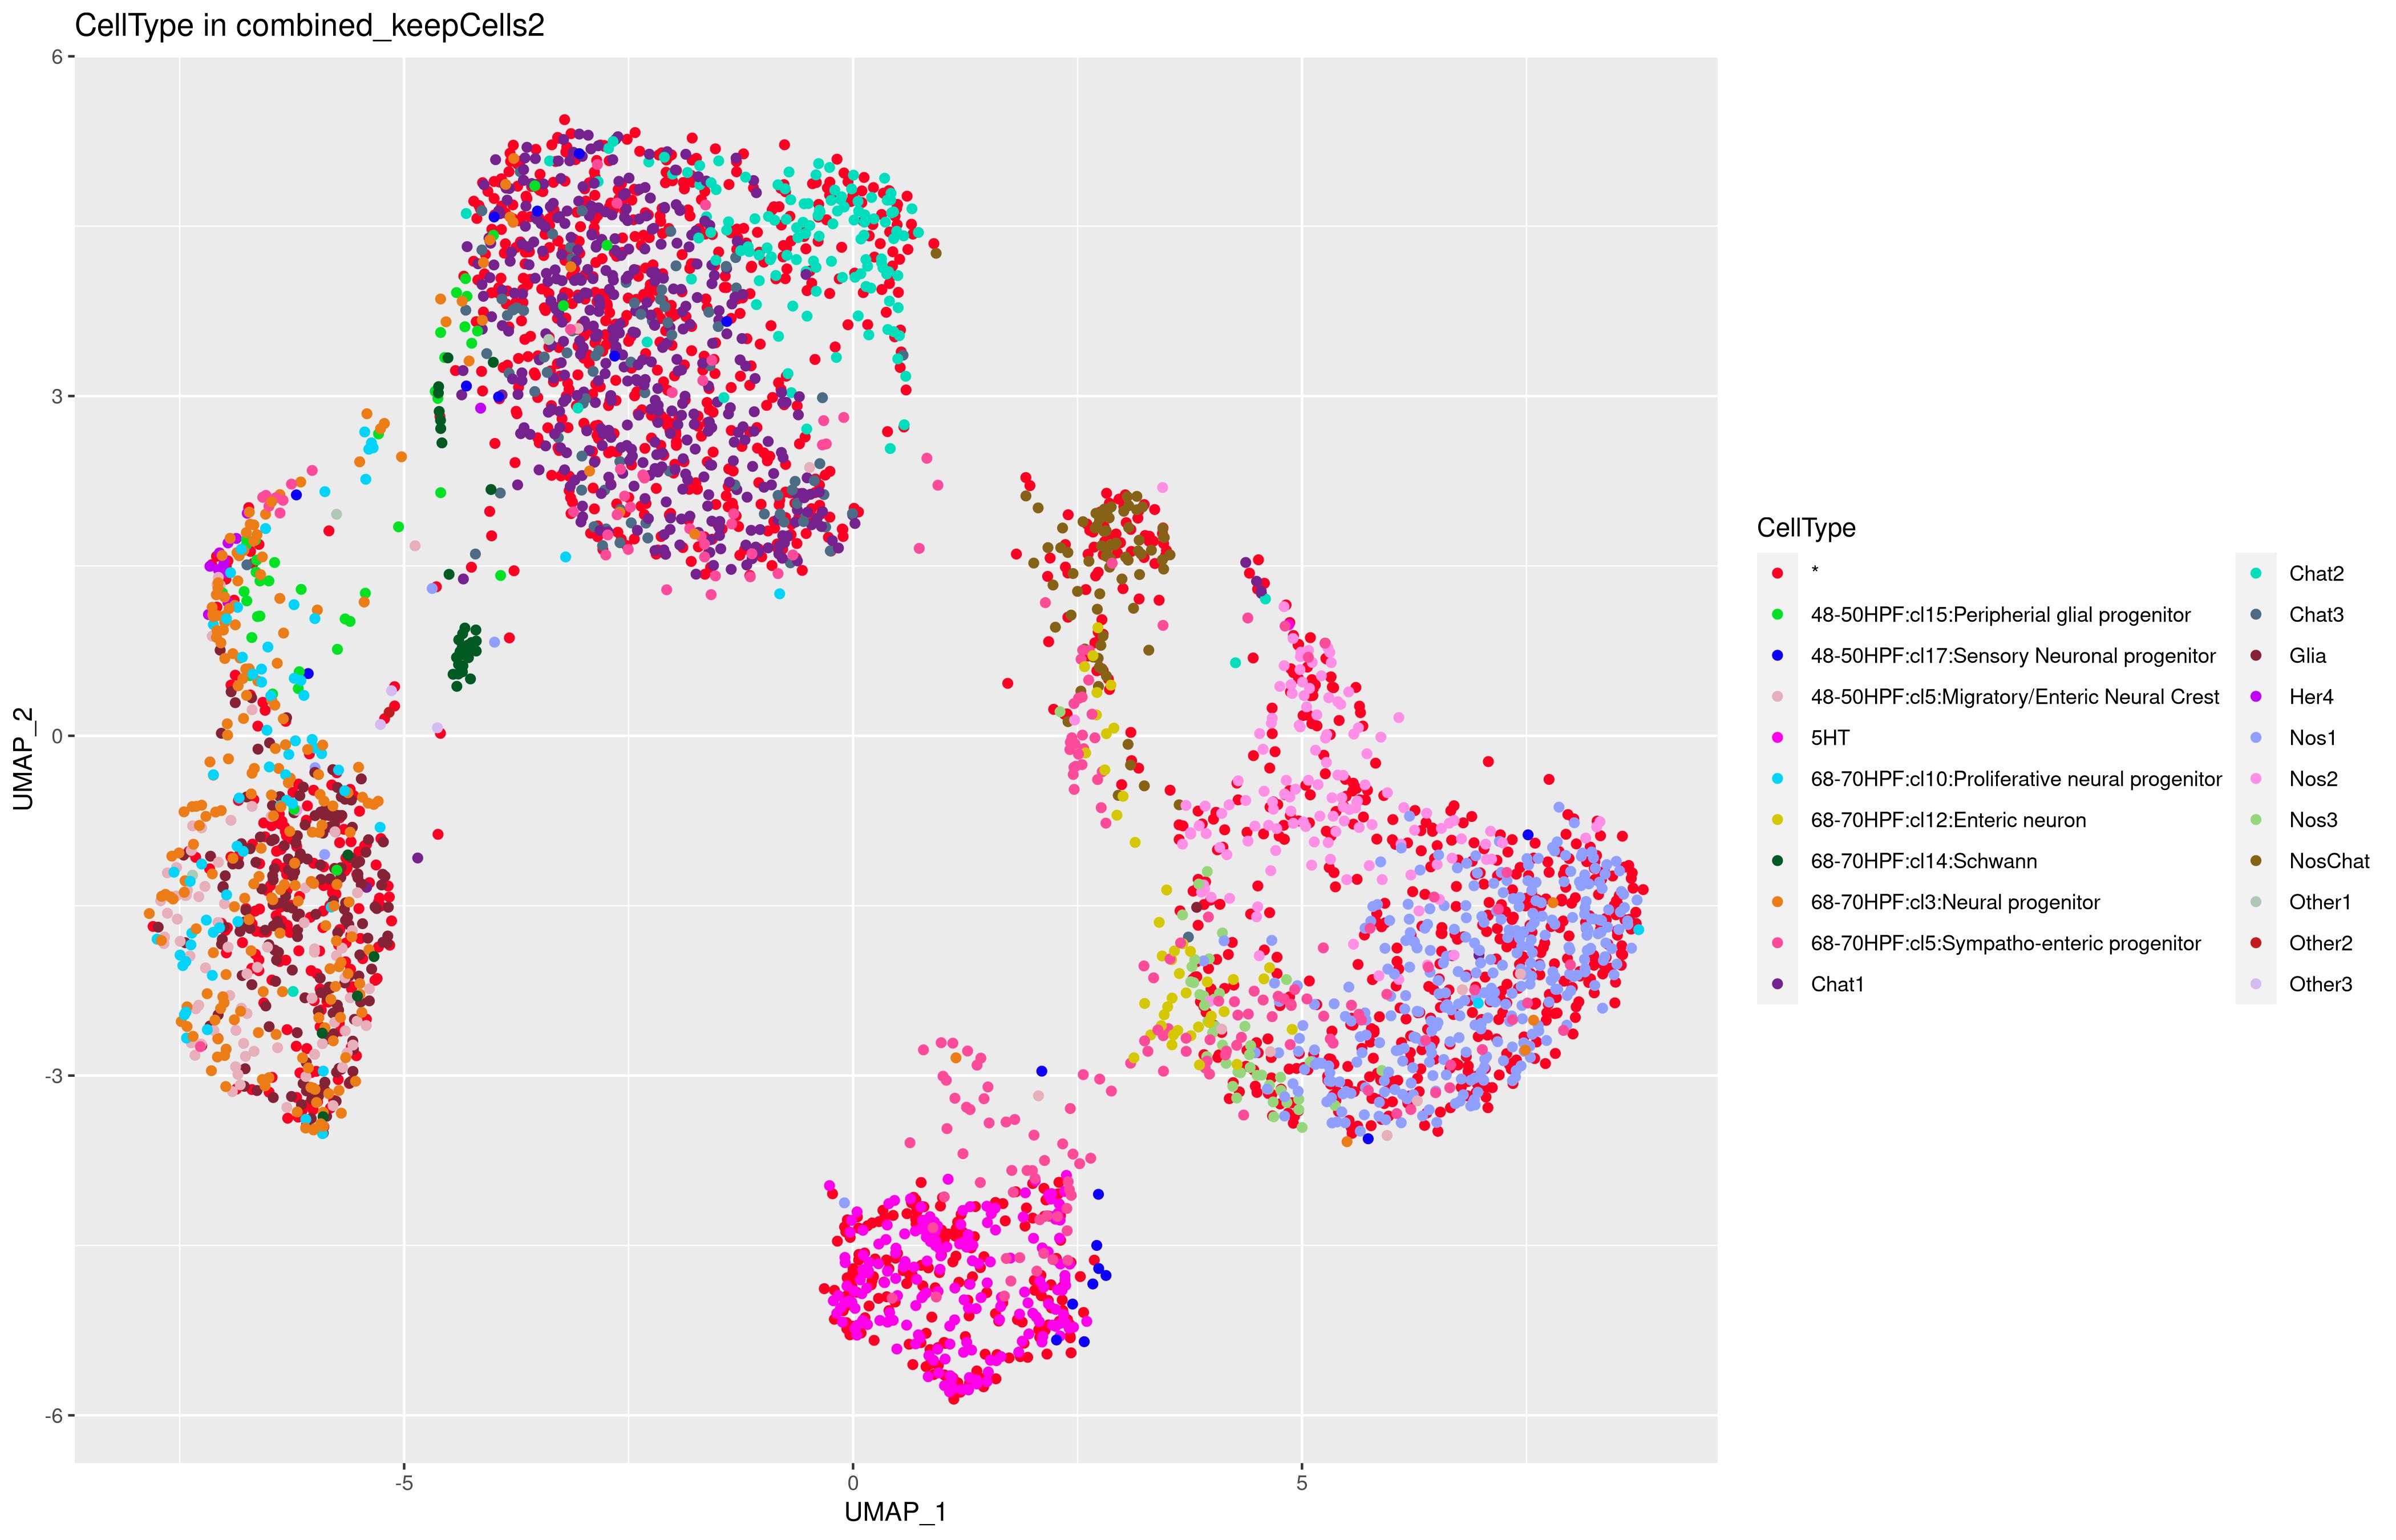 CellType in combined_keepCells2
6
3
0
-3
-6
UMAP_2
-5
0
5
UMAP_1
CellType
*
48-50HPF:cl15:Peripherial glial progenitor
48-50HPF:cl17:Sensory Neuronal progenitor
48-50HPF:cl5:Migratory/Enteric Neural Crest
5HT
68-70HPF:cl10:Proliferative neural progenitor
68-70HPF:cl12:Enteric neuron
68-70HPF:cl14:Schwann
68-70HPF:cl3:Neural progenitor
68-70HPF:cl5:Sympatho-enteric progenitor
Chat1
Chat2
Chat3
Glia
Her4
Nos1
Nos2
Nos3
NosChat
Other1
Other2
Other3